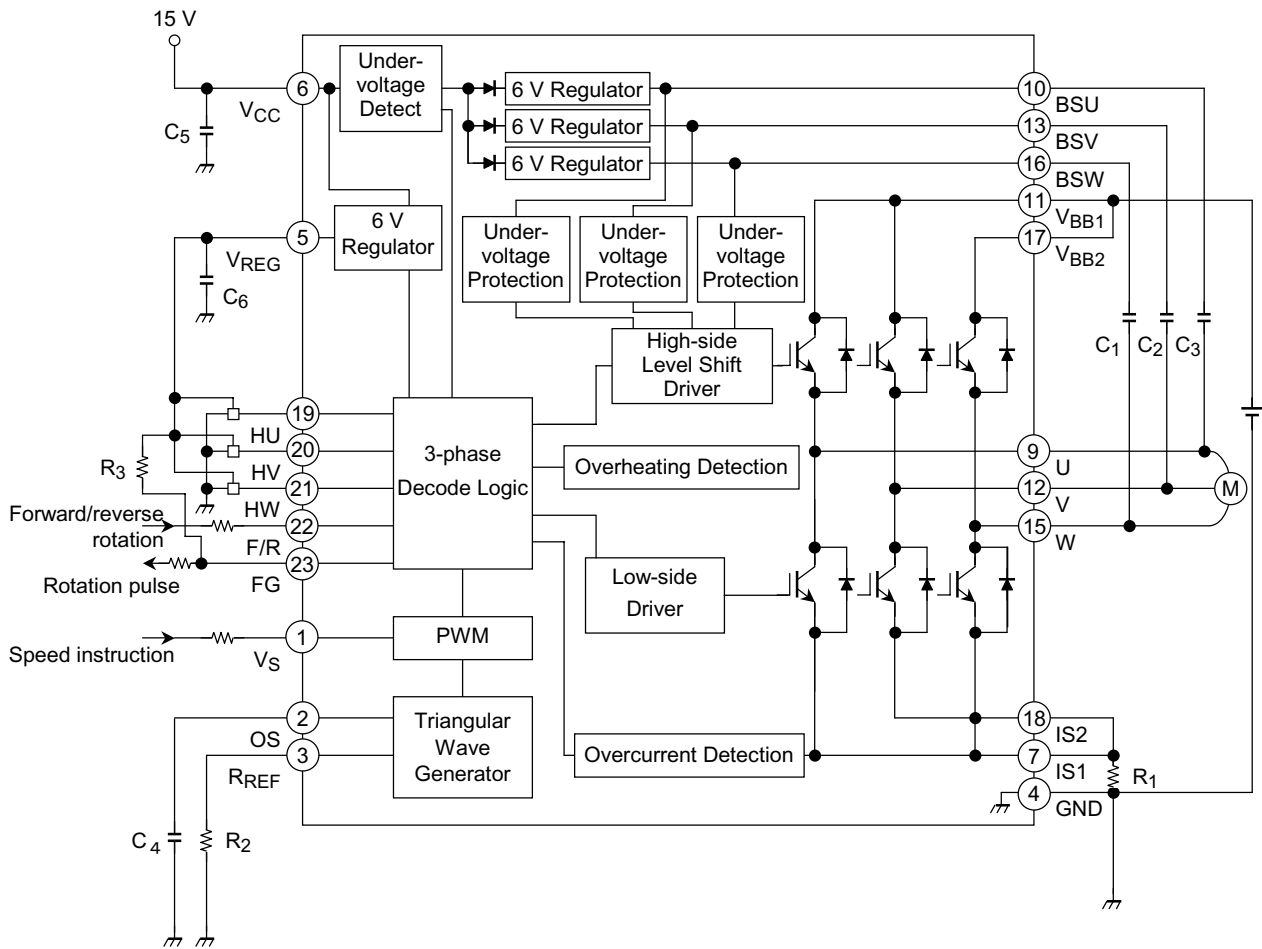 15 V
6
VCC
C5
Under-
voltage
Detect
6 V Regulator
6 V Regulator
6 V Regulator
10
BSU
13
BSV
16
BSW
11
VBB1
17
VBB2
5
VREG
C6
6 V
Regulator
Under-
voltage
Protection
Under-
voltage
Protection
Under-
voltage
Protection
High-side
Level Shift
Driver
C1
C2
C3
19
HU
20
HV
21
HW
22
F/R
23
FG
R3
Forward/reverse
rotation
Rotation pulse
3-phase
Decode Logic
Overheating Detection
9
U
12
V
15
W
M
Low-side
Driver
Speed instruction
1
VS
PWM
2
OS
3
RREF
Triangular
Wave
Generator
Overcurrent Detection
18
IS2
7
IS1
4
GND
R1
C4
R2